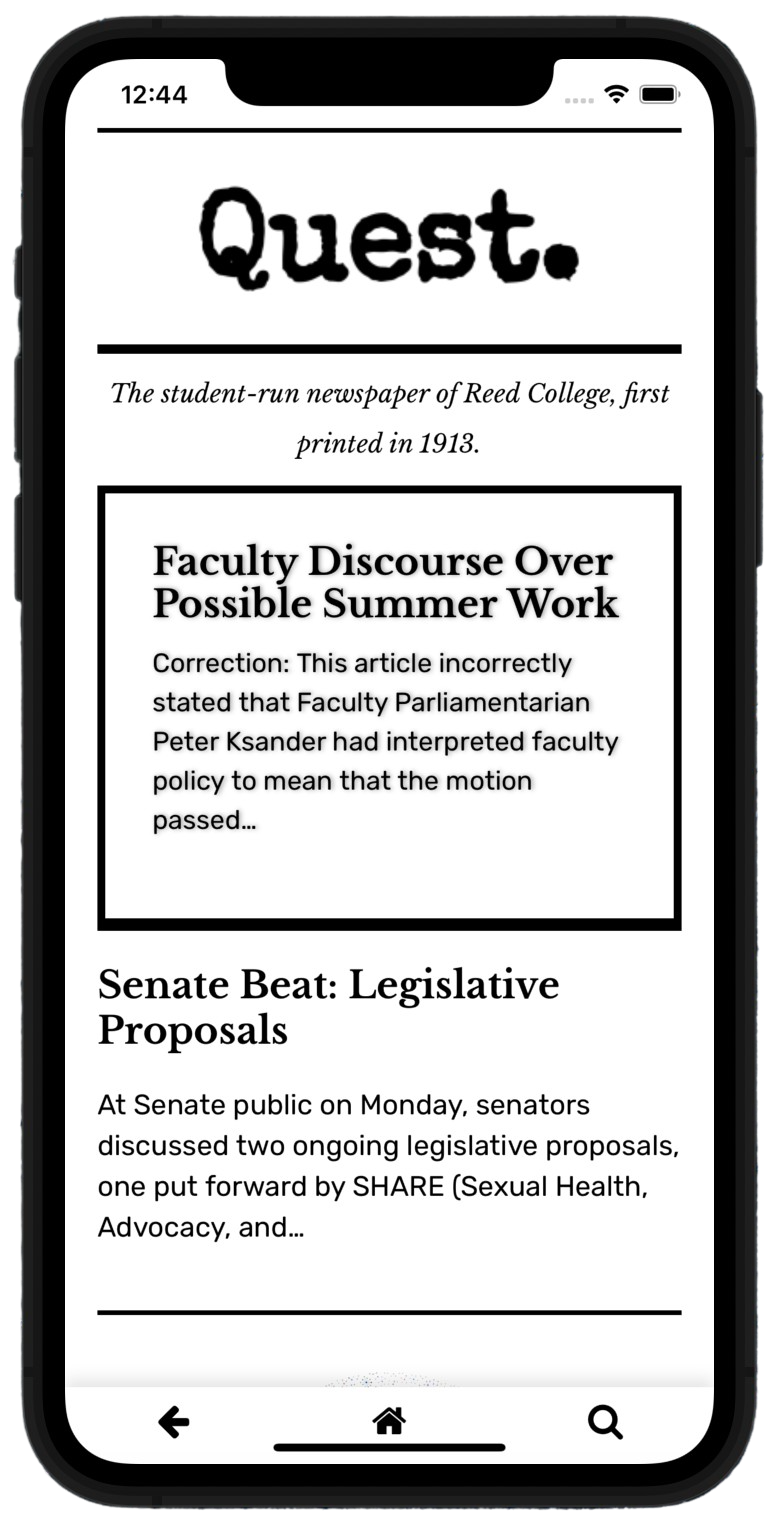 12:44
Quest.
The student-run newspaper of Reed College, first
printed in 1913.
Faculty Discourse Over
Possible Summer Work
Correction: This article incorrectly
stated that Faculty Parliamentarian
Peter Ksander had interpreted faculty
policy to mean that the motion
passed…
Senate Beat: Legislative
Proposals
At Senate public on Monday, senators
discussed two ongoing legislative proposals,
one put forward by SHARE (Sexual Health,
Advocacy, and…